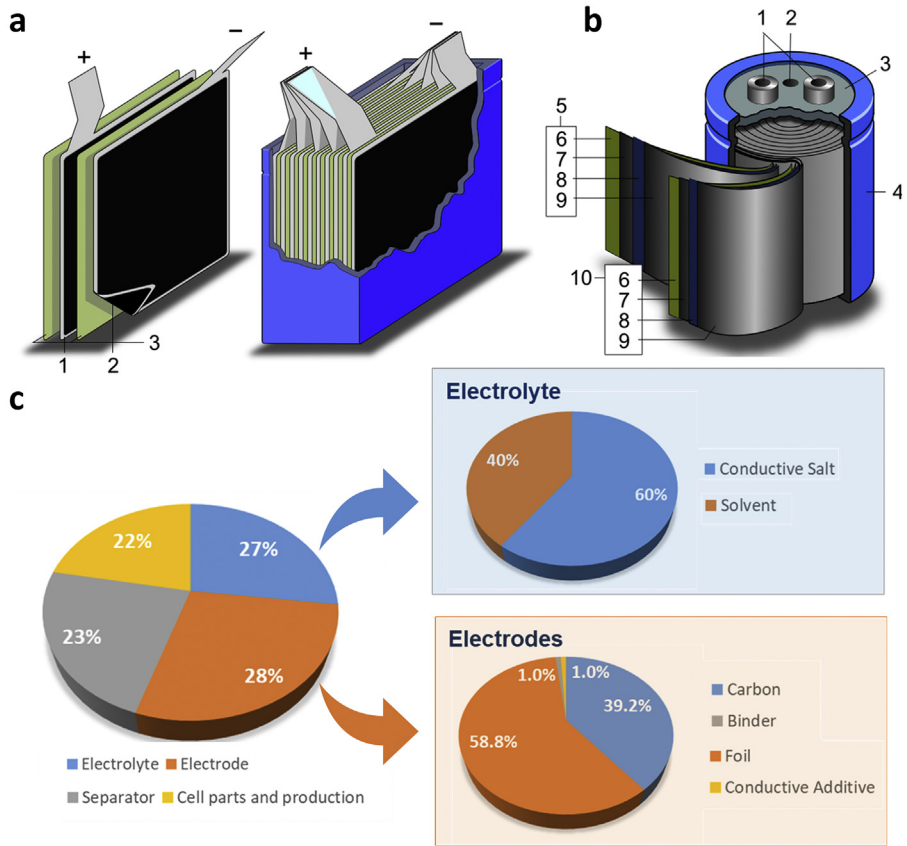 a
+
−
+
−
1
2
3
b
1 2
3
4
5
6
7
8
9
10
6
7
8
9
c
27%
28%
23%
22%
Electrolyte Electrode
Separator Cell parts and production
Electrolyte
40%
60%
Conductive Salt
Solvent
Electrodes
1.0% 1.0%
39.2%
58.8%
Carbon
Binder
Foil
Conductive Additive